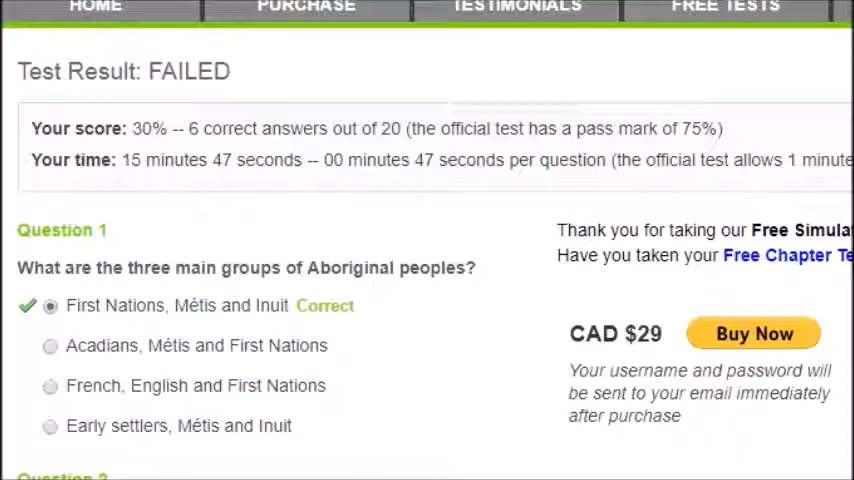 HOME PURCHASE TESTIMONIALS FREE TESTS
Test Result: FAILED
Your score: 30% -- 6 correct answers out of 20 (the official test has a pass mark of 75%)
Your time: 15 minutes 47 seconds -- 00 minutes 47 seconds per question (the official test allows 1 minute
Question 1
What are the three main groups of Aboriginal peoples?
First Nations, Métis and Inuit Correct
Acadians, Métis and First Nations
French, English and First Nations
Early settlers, Métis and Inuit
Question 2
Thank you for taking our Free Simula
Have you taken your Free Chapter Te
CAD $29 Buy Now
Your username and password will
be sent to your email immediately
after purchase